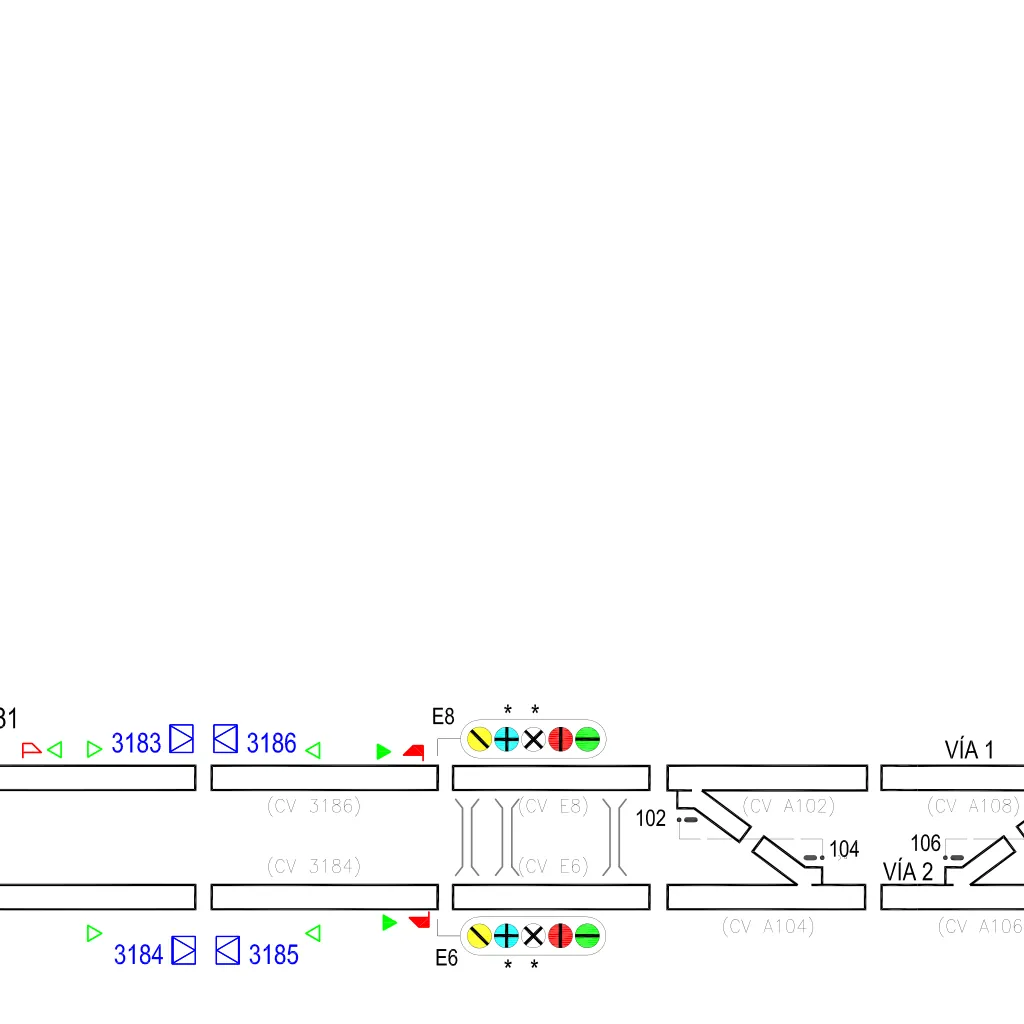 E8
* *
31
3183
3186
VÍA 1
(CV 3186)
(CV E8)
(CV A102)
(CV A108)
102
104
106
(CV 3184)
(CV E6)
VÍA 2
(CV A104)
(CV A106
3184
3185
E6
* *